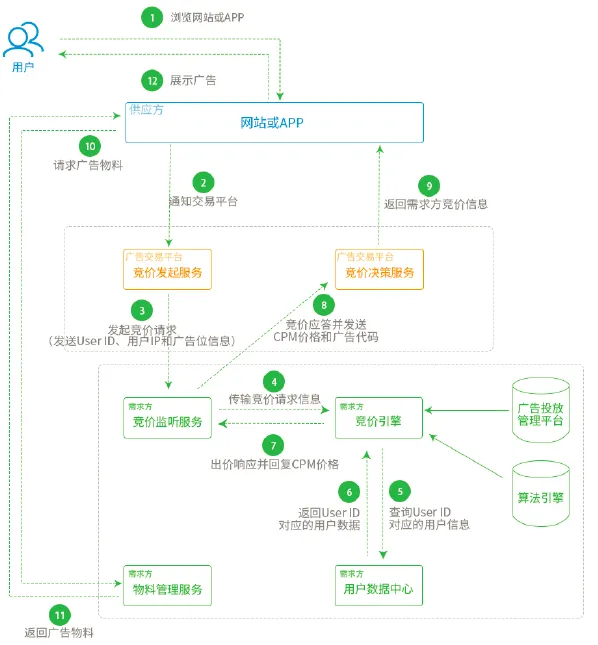 1
浏览网站或APP
用户
12
展示广告
供应方
网站或APP
10
请求广告物料
2
通知交易平台
9
返回需求方竞价信息
广告交易平台
竞价发起服务
广告交易平台
竞价决策服务
3
发起竞价请求
（发送User ID、用户IP和广告位信息）
8
竞价应答并发送
CPM价格和广告代码
4
传输竞价请求信息
需求方
竞价监听服务
需求方
竞价引擎
广告投放
管理平台
7
出价响应并回复CPM价格
算法引擎
6
返回User ID
对应的用户数据
5
查询User ID
对应的用户信息
需求方
物料管理服务
需求方
用户数据中心
11
返回广告物料